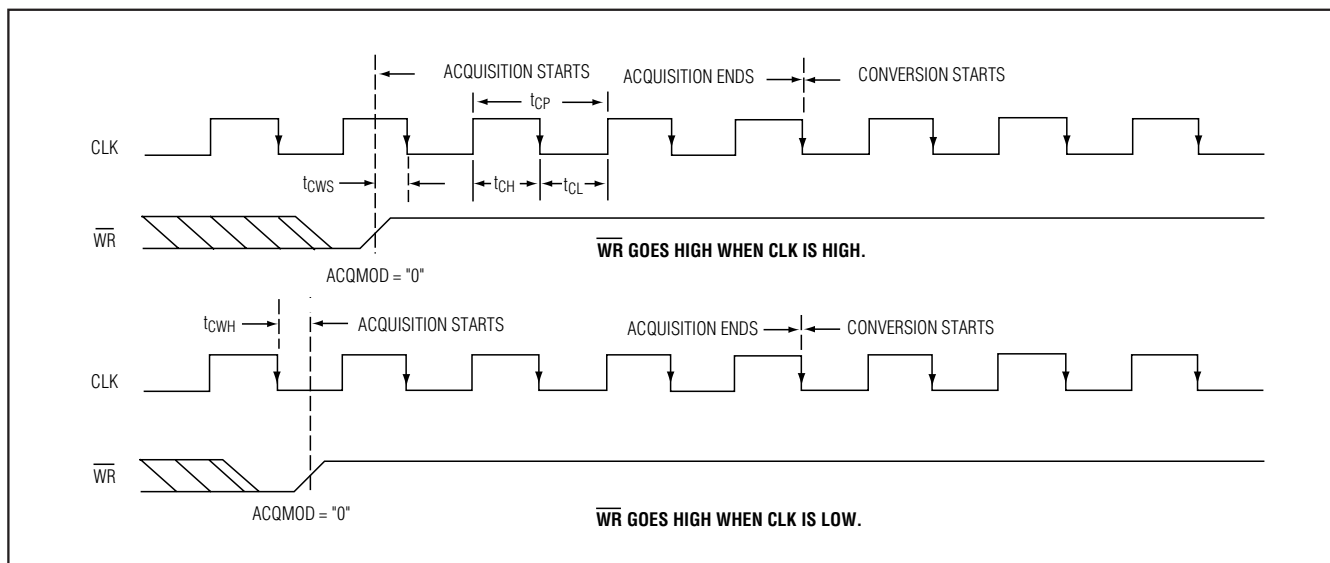 ACQUISITION STARTS
ACQUISITION ENDS
CONVERSION STARTS
tCP
CLK
tCWS
tCH
tCL
WR
WR GOES HIGH WHEN CLK IS HIGH.
ACQMOD = "0"
tCWH
ACQUISITION STARTS
ACQUISITION ENDS
CONVERSION STARTS
CLK
WR
ACQMOD = "0"
WR GOES HIGH WHEN CLK IS LOW.